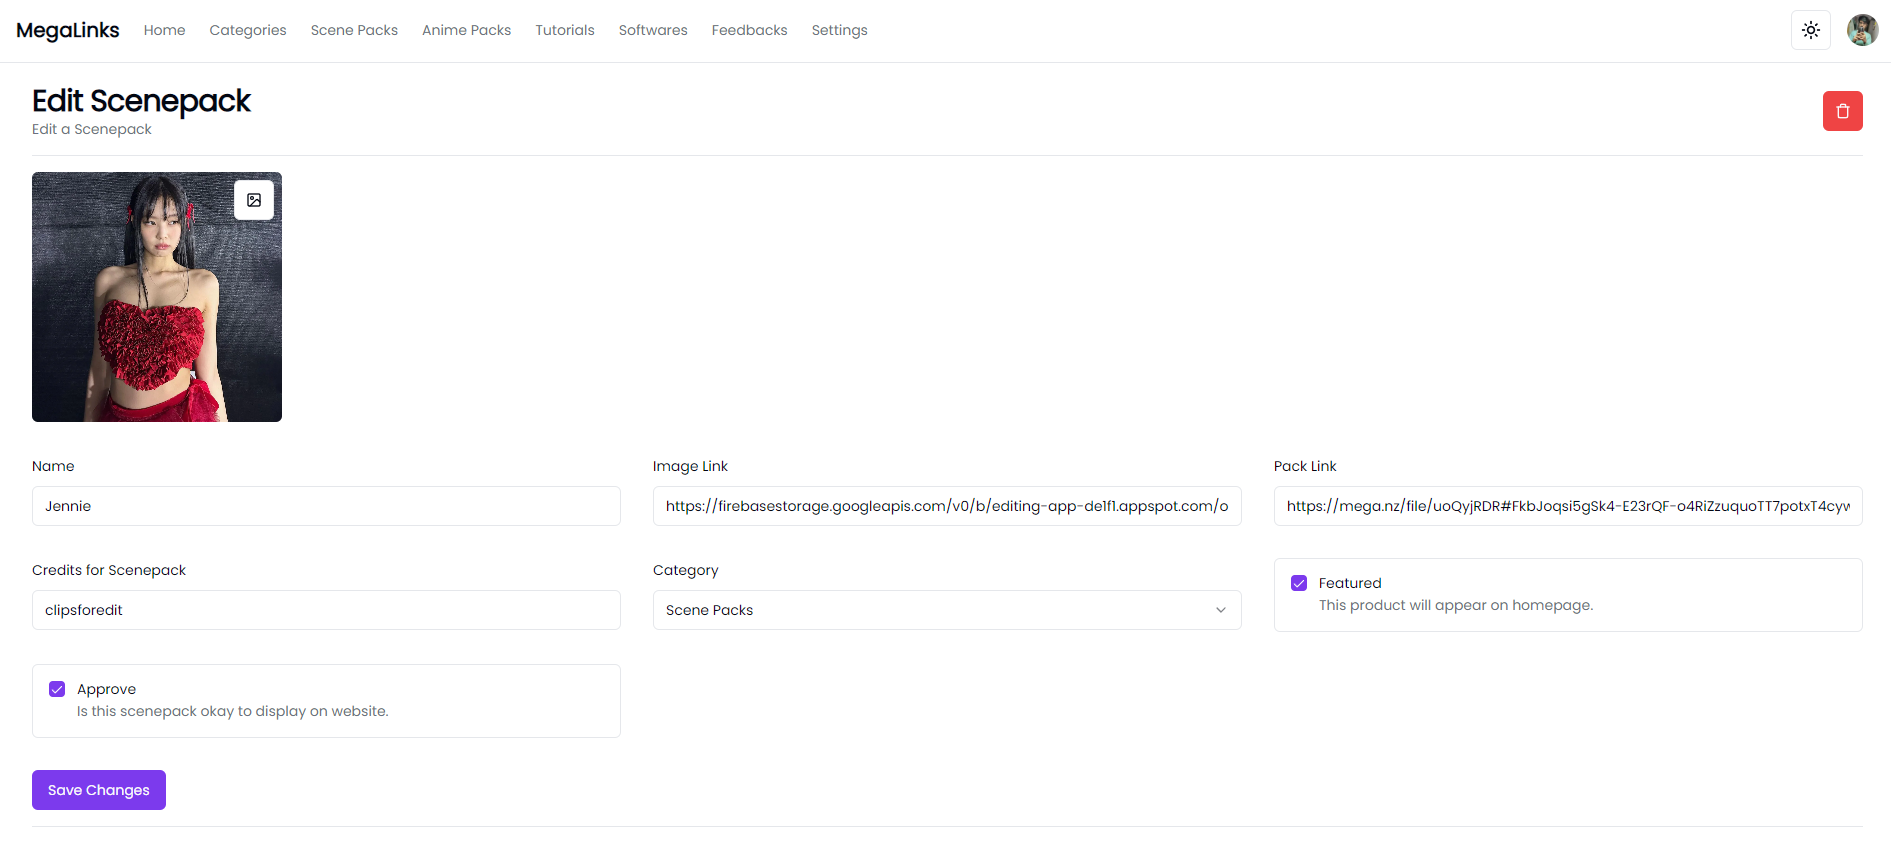 MegaLinks Home Categories Scene Packs Anime Packs Tutorials Softwares Feedbacks Settings
Edit Scenepack
Edit a Scenepack
Name
Jennie
Image Link
https://firebasestorage.googleapis.com/v0/b/editing-app-de1f1.appspot.com/o
Pack Link
https://mega.nz/file/uoQyjRDR#FkbJoqsi5gSk4-E23rQF-o4RiZzuquoTT7potxT4cyw
Credits for Scenepack
clipsforedit
Category
Scene Packs
Featured
This product will appear on homepage.
Approve
Is this scenepack okay to display on website.
Save Changes